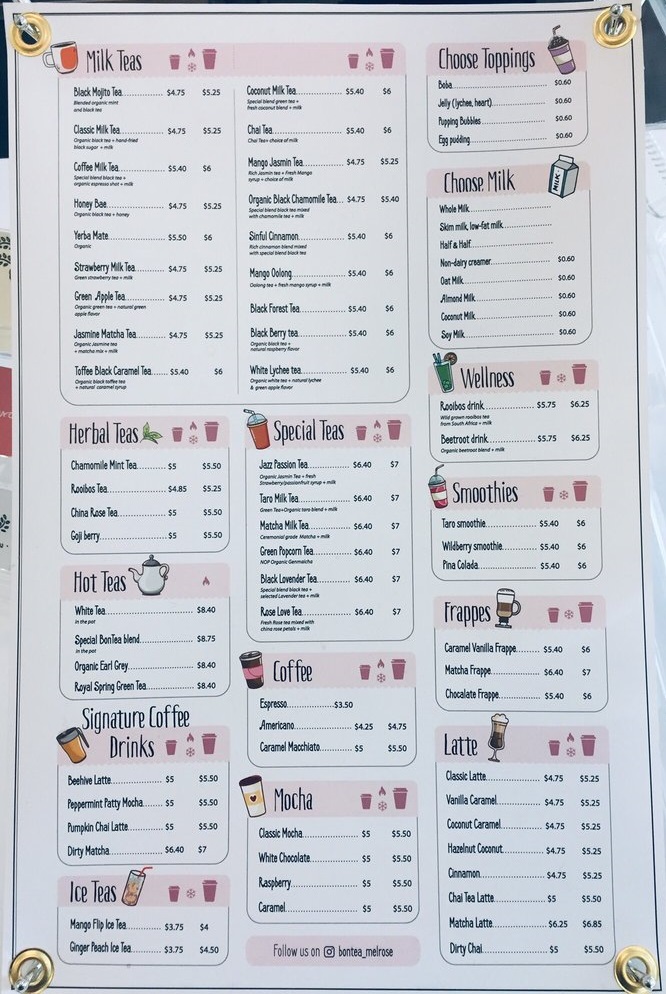 Milk Teas
Black Mojito Tea............ $4.75 $5.25
Blended organic mint
and black tea
Classic Milk Tea............ $4.75 $5.25
Organic black tea + hand-fried
black sugar + milk
Coffee Milk Tea............ $5.40 $6
Special blend black tea +
organic espresso shot + milk
Honey Bae............ $4.75 $5.25
Organic black tea + honey
Yerba Mate............ $5.50 $6
Organic
Strawberry Milk Tea............ $4.75 $5.25
Green strawberry tea + milk
Green Apple Tea............ $4.75 $5.25
Organic green tea + natural green
apple flavor
Jasmine Matcha Tea............ $4.75 $5.25
Organic Jasmine tea
+ matcha mix + milk
Toffee Black Caramel Tea...... $5.40 $6
Organic black toffee tea
+ natural caramel syrup
Coconut Milk Tea............ $5.40 $6
Special blend green tea +
fresh coconut blend + milk
Chai Tea............ $5.40 $6
Chai Tea+ choice of milk
Mango Jasmin Tea............ $4.75 $5.25
Rich Jasmin tea + Fresh Mango
syrup + choice of milk
Organic Black Chamomile Tea... $4.75 $5.40
Special blend black tea mixed
with chamomile tea + milk
Sinful Cinnamon............ $5.40 $6
Rich cinnamon blend mixed
with special blend black tea
Mango Oolong............ $5.40 $6
Oolong tea + fresh mango syrup + milk
Black Forest Tea............ $5.40 $6
Black Berry tea............ $5.40 $6
Organic black tea +
natural raspberry flavor
White Lychee tea............ $5.40 $6
Organic white tea + natural lychee
& green apple flavor
Choose Toppings
Boba............ $0.60
Jelly (lychee, heart)............ $0.60
Popping Bubbles............ $0.60
Egg pudding............ $0.60
Choose Milk
MILK
Whole Milk............
Skim milk, low-fat milk............
Half & Half............
Non-dairy creamer............ $0.60
Oat Milk............ $0.60
Almond Milk............ $0.60
Coconut Milk............ $0.60
Soy Milk............ $0.60
Wellness
Rooibos drink............ $5.75 $6.25
Wild grown rooibos tea
from South Africa + milk
Beetroot drink............ $5.75 $6.25
Organic beetroot blend + milk
Herbal Teas
Chamomile Mint Tea............ $5 $5.50
Rooibos Tea............ $4.85 $5.25
China Rose Tea............ $5 $5.50
Goji berry............ $5 $5.50
Special Teas
Jazz Passion Tea............ $6.40 $7
Organic Jasmin Tea + fresh
Strawberry/passionfruit syrup + milk
Taro Milk Tea............ $6.40 $7
Green Tea+Organic taro blend + milk
Matcha Milk Tea............ $6.40 $7
Ceremonial grade Matcha + milk
Green Popcorn Tea............ $6.40 $7
NOP Organic Genmaicha
Black Lavender Tea............ $6.40 $7
Special blend black tea +
selected Lavender tea + milk
Rose Love Tea............ $6.40 $7
Fresh Rose tea mixed with
china rose petals + milk
Smoothies
Taro smoothie............ $5.40 $6
Wildberry smoothie............ $5.40 $6
Pina Colada............ $5.40 $6
Hot Teas
White Tea............ $8.40
In the pot
Special BonTea blend............ $8.75
In the pot
Organic Earl Grey............ $8.40
Royal Spring Green Tea............ $8.40
Frappes
Caramel Vanilla Frappe............ $5.40 $6
Matcha Frappe............ $6.40 $7
Chocolate Frappe............ $5.40 $6
Coffee
Espresso............$3.50
Americano............ $4.25 $4.75
Caramel Macchiato............ $5 $5.50
Signature Coffee
Drinks
Beehive Latte............ $5 $5.50
Peppermint Patty Mocha............ $5 $5.50
Pumpkin Chai Latte............ $5 $5.50
Dirty Matcha............ $6.40 $7
Latte
Classic Latte............ $4.75 $5.25
Vanilla Caramel............ $4.75 $5.25
Coconut Caramel............ $4.75 $5.25
Hazelnut Coconut............ $4.75 $5.25
Cinnamon............ $4.75 $5.25
Chai Tea Latte............ $5 $5.50
Matcha Latte............ $6.25 $6.85
Dirty Chai............ $5 $5.50
Mocha
Classic Mocha............ $5 $5.50
White Chocolate............ $5 $5.50
Raspberry............ $5 $5.50
Caramel............ $5 $5.50
Ice Teas
Mango Flip Ice Tea............ $3.75 $4
Ginger Peach Ice Tea............ $3.75 $4.50
Follow us on bontea_melrose